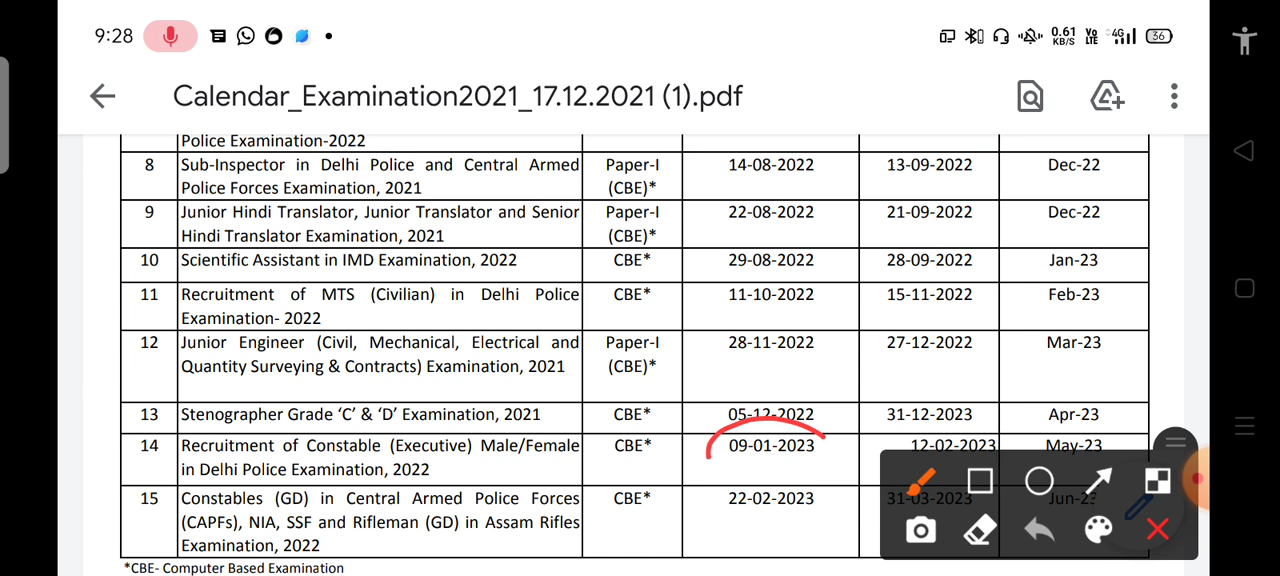 9:28 0.61 KB/S Vo LTE 4G 36
Calendar_Examination2021_17.12.2021 (1).pdf
Police Examination-2022
8 Sub-Inspector in Delhi Police and Central Armed Paper-I 14-08-2022 13-09-2022 Dec-22
Police Forces Examination, 2021 (CBE)*
9 Junior Hindi Translator, Junior Translator and Senior Paper-I 22-08-2022 21-09-2022 Dec-22
Hindi Translator Examination, 2021 (CBE)*
10 Scientific Assistant in IMD Examination, 2022 CBE* 29-08-2022 28-09-2022 Jan-23
11 Recruitment of MTS (Civilian) in Delhi Police CBE* 11-10-2022 15-11-2022 Feb-23
Examination- 2022
12 Junior Engineer (Civil, Mechanical, Electrical and Paper-I 28-11-2022 27-12-2022 Mar-23
Quantity Surveying & Contracts) Examination, 2021 (CBE)*
13 Stenographer Grade ‘C’ & ‘D’ Examination, 2021 CBE* 05-12-2022 31-12-2023 Apr-23
14 Recruitment of Constable (Executive) Male/Female CBE* 09-01-2023 12-02-2023 May-23
in Delhi Police Examination, 2022
15 Constables (GD) in Central Armed Police Forces CBE* 22-02-2023 31-03-2023 Jun-23
(CAPFs), NIA, SSF and Rifleman (GD) in Assam Rifles
Examination, 2022
*CBE- Computer Based Examination